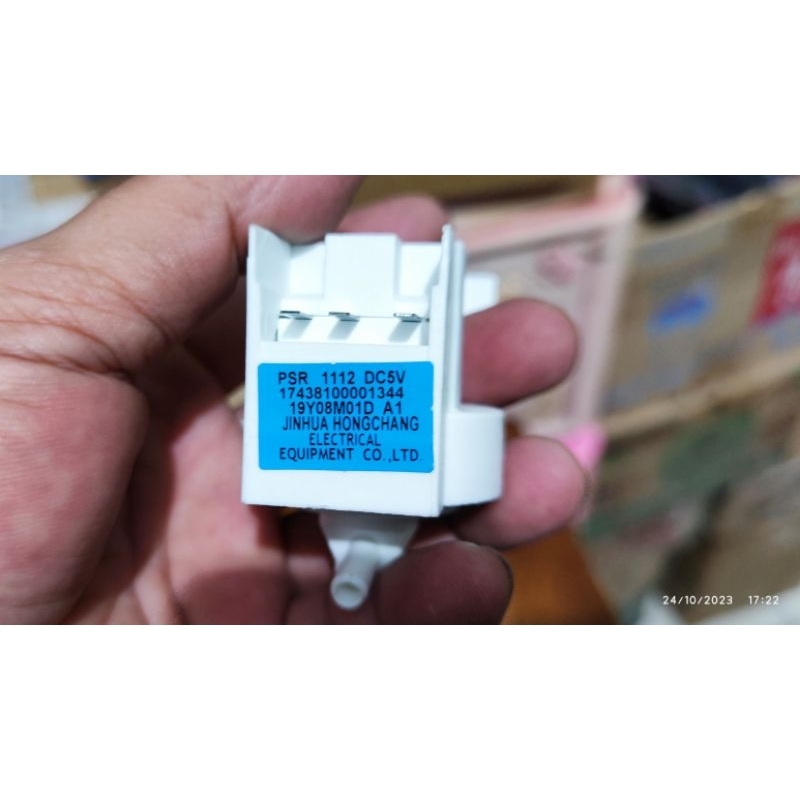 PSR 1112 DC5V
17438100001344
19Y08M01D A1
JINHUA HONGCHANG
ELECTRICAL
EQUIPMENT CO.,LTD.
24/10/2023 17:22